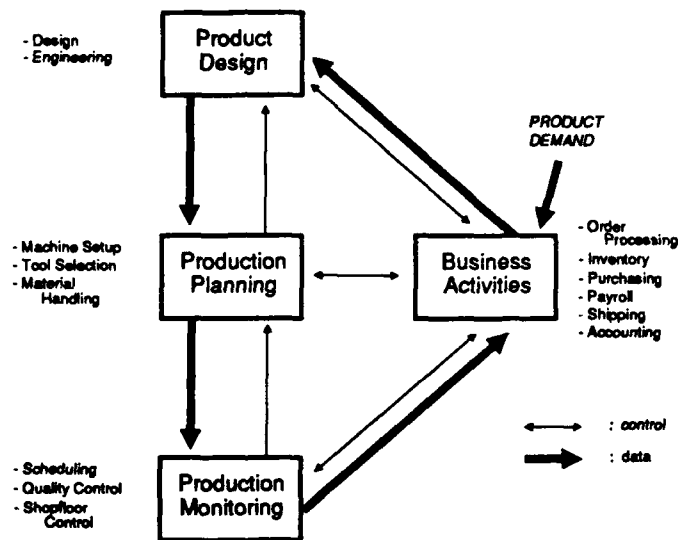 Product
Design
- Design
- Engineering
PRODUCT
DEMAND
- Machine Setup
- Tool Selection
- Material
Handling
Production
Planning
Business
Activities
- Order
Processing
- Inventory
- Purchasing
- Payroll
- Shipping
- Accounting
- Scheduling
- Quality Control
- Shopfloor
Control
Production
Monitoring
: control
: data